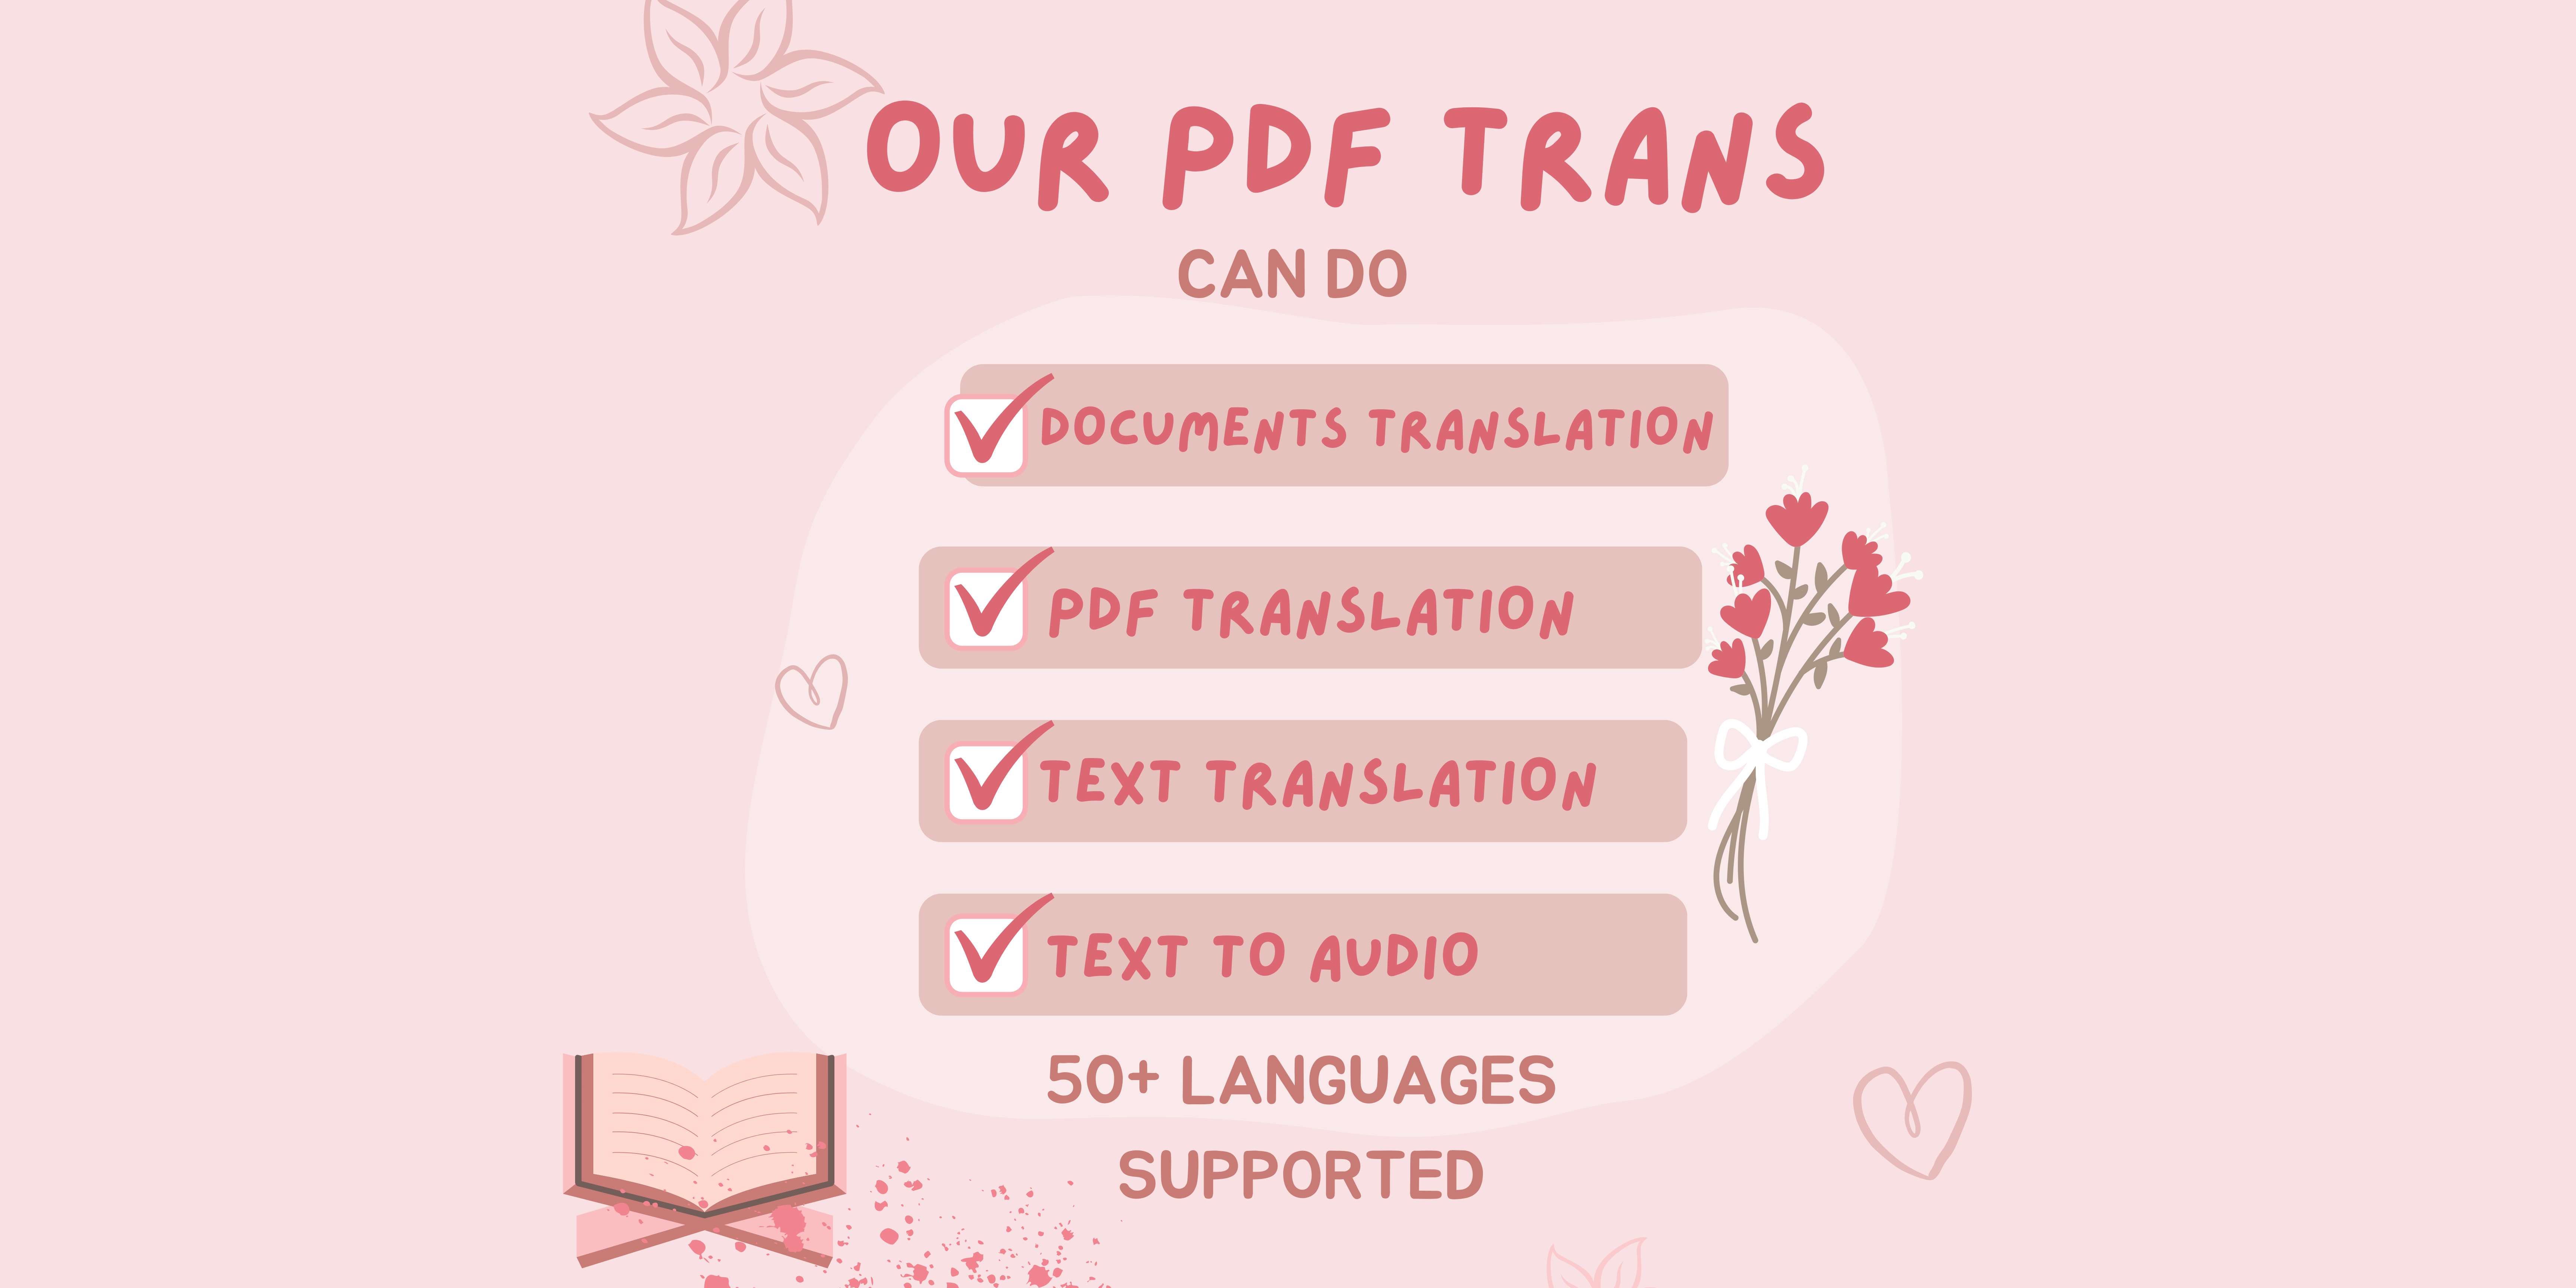 OUR PDF TRANS
CAN DO
DOCUMENTS TRANSLATION
PDF TRANSLATION
TEXT TRANSLATION
TEXT TO AUDIO
50+ LANGUAGES
SUPPORTED